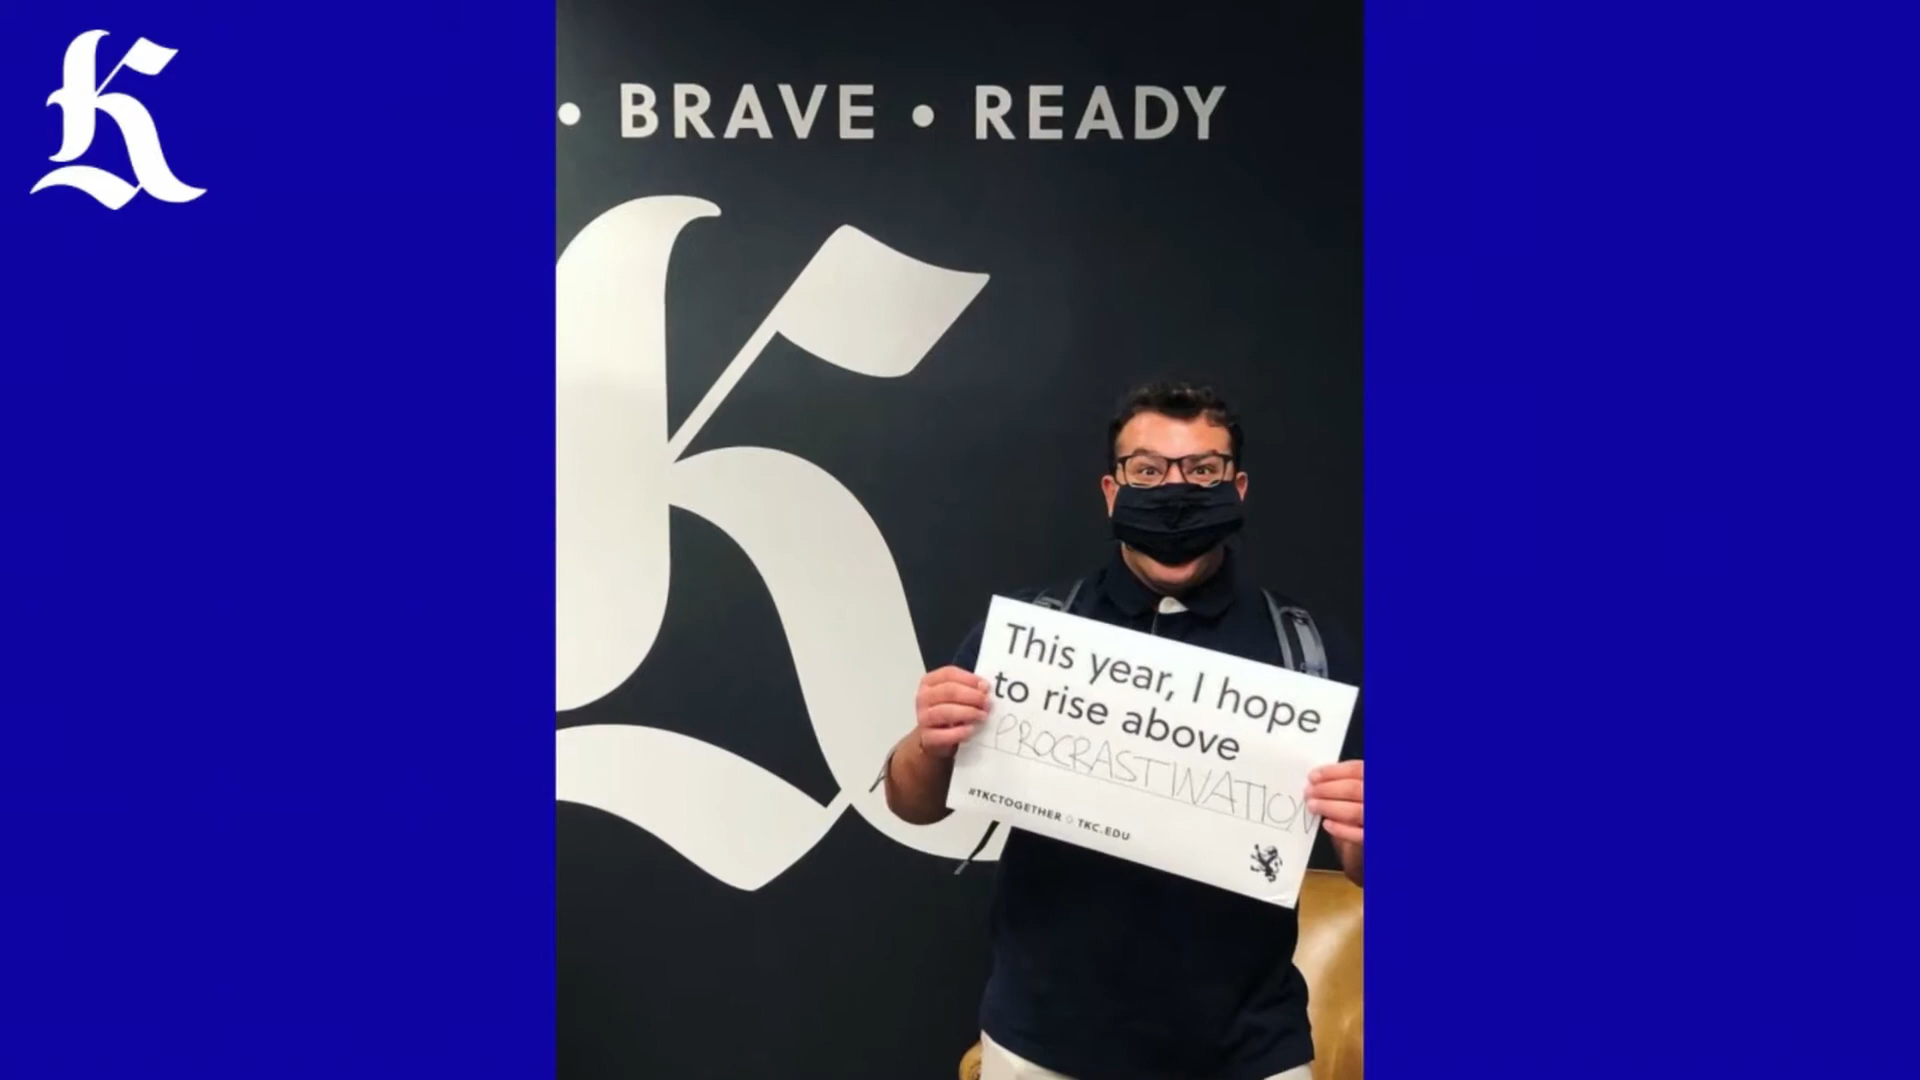 K
• BRAVE • READY
K
This year, I hope
to rise above
PROCRASTINATION
#TKCTOGETHER ◇ TKC.EDU